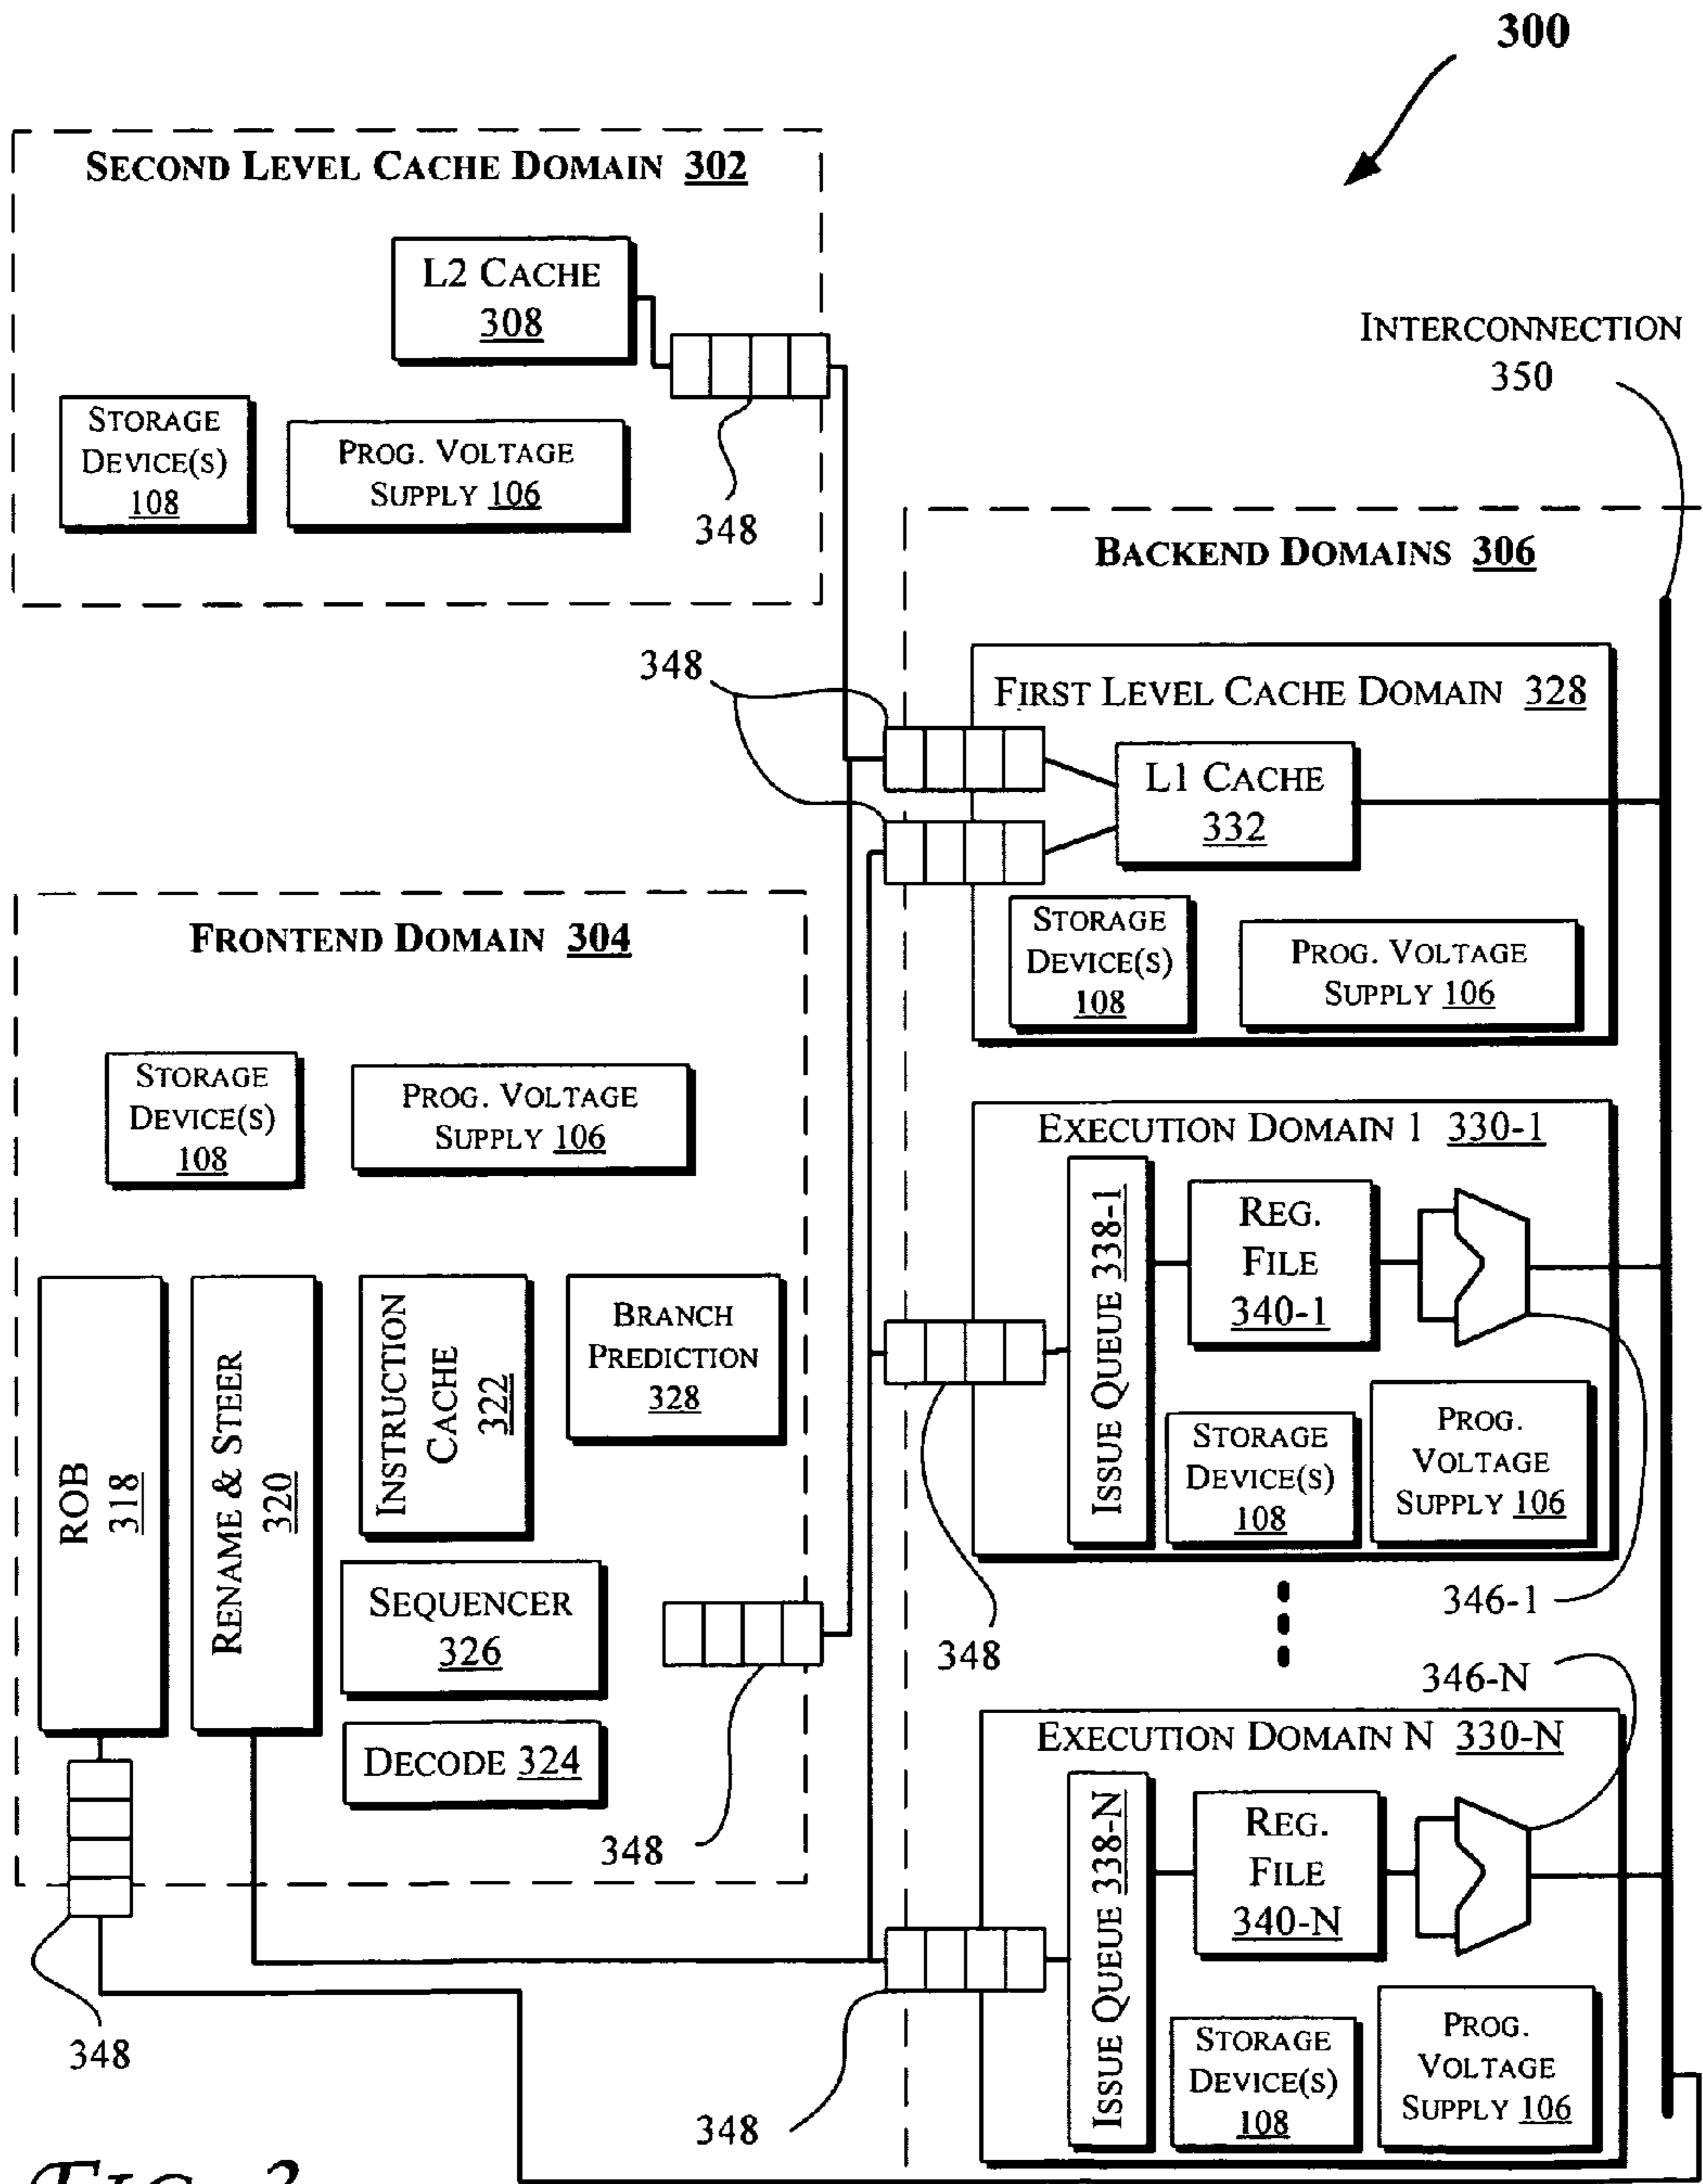 300
SECOND LEVEL CACHE DOMAIN 302
L2 CACHE
308
STORAGE
DEVICE(S)
108
PROG. VOLTAGE
SUPPLY 106
348
INTERCONNECTION
350
BACKEND DOMAINS 306
348
FIRST LEVEL CACHE DOMAIN 328
L1 CACHE
332
STORAGE
DEVICE(S)
108
PROG. VOLTAGE
SUPPLY 106
FRONTEND DOMAIN 304
STORAGE
DEVICE(S)
108
PROG. VOLTAGE
SUPPLY 106
ROB
318
RENAME & STEER
320
INSTRUCTION
CACHE
322
BRANCH
PREDICTION
328
SEQUENCER
326
DECODE 324
348
348
EXECUTION DOMAIN 1 330-1
ISSUE QUEUE 338-1
REG.
FILE
340-1
STORAGE
DEVICE(S)
108
PROG.
VOLTAGE
SUPPLY 106
346-1
348
346-N
EXECUTION DOMAIN N 330-N
ISSUE QUEUE 338-N
REG.
FILE
340-N
STORAGE
DEVICE(S)
108
PROG.
VOLTAGE
SUPPLY 106
348
FIG. 3